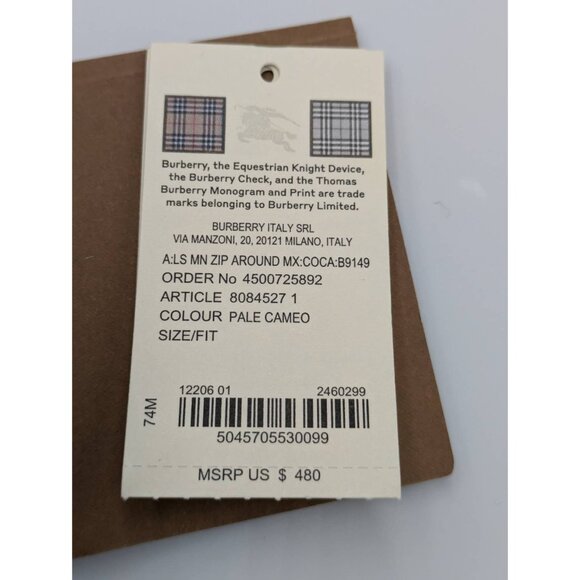 Burberry, the Equestrian Knight Device,
the Burberry Check, and the Thomas
Burberry Monogram and Print are trade
marks belonging to Burberry Limited.
BURBERRY ITALY SRL
VIA MANZONI, 20, 20121 MILANO, ITALY
A:LS MN ZIP AROUND MX:COCA:B9149
ORDER No 4500725892
ARTICLE 8084527 1
COLOUR PALE CAMEO
SIZE/FIT
74M
12206 01 2460299
5045705530099
MSRP US $ 480